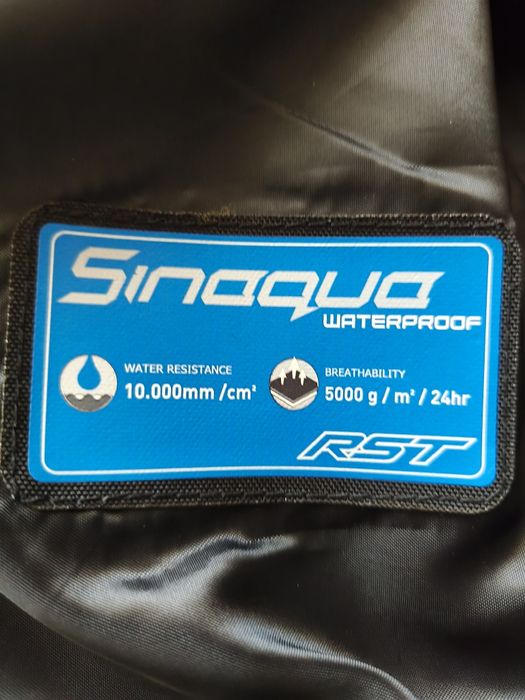 Sinaqua
WATERPROOF
WATER RESISTANCE
10.000mm /cm²
BREATHABILITY
5000 g / m² / 24hr
RST